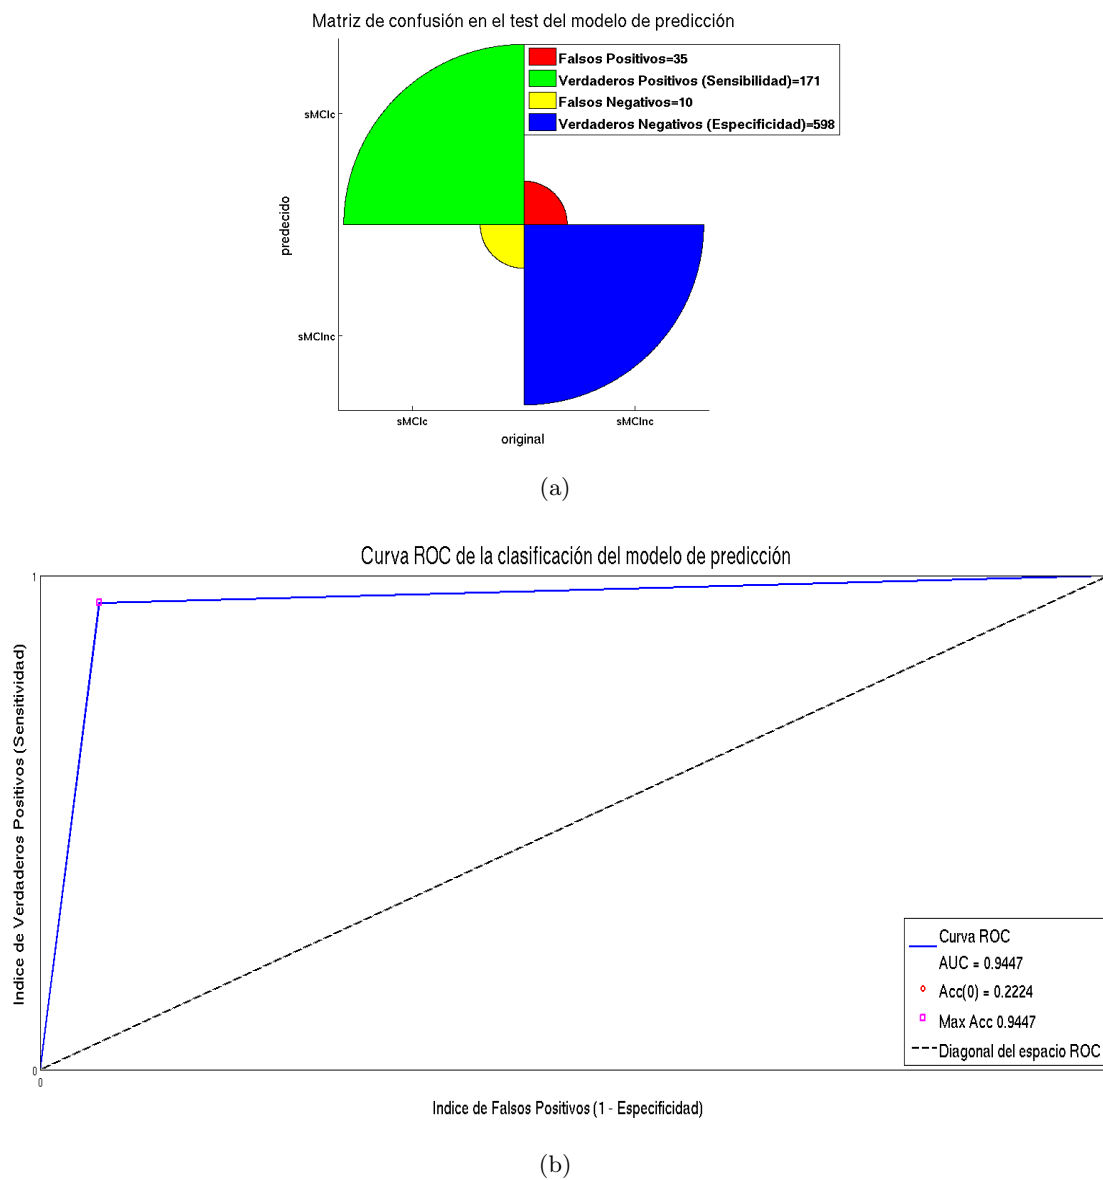 Matriz de confusión en el test del modelo de predicción
Falsos Positivos=35
Verdaderos Positivos (Sensibilidad)=171
Falsos Negativos=10
Verdaderos Negativos (Especificidad)=598
sMCIc
predecido
sMCInc
sMCIc
sMCInc
original
(a)
Curva ROC de la clasificación del modelo de predicción
1
Indice de Verdaderos Positivos (Sensitividad)
Curva ROC
AUC = 0.9447
Acc(0) = 0.2224
Max Acc 0.9447
Diagonal del espacio ROC
0
0
Indice de Falsos Positivos (1 - Especificidad)
(b)